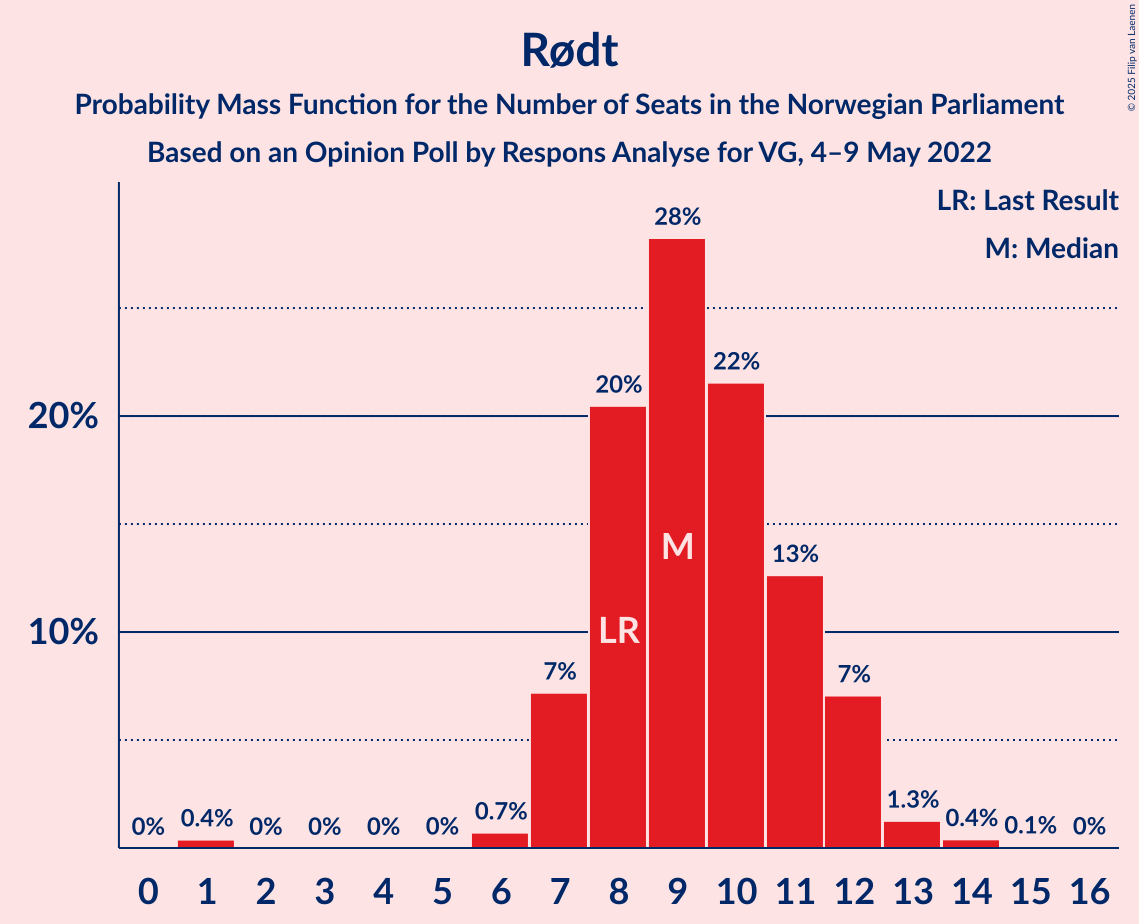 Rødt
Probability Mass Function for the Number of Seats in the Norwegian Parliament
Based on an Opinion Poll by Respons Analyse for VG, 4–9 May 2022
© 2025 Filip van Laenen
LR: Last Result
M: Median
20%
10%
0% 0.4% 0% 0% 0% 0% 0.7% 7% 20% 28% 22% 13% 7% 1.3% 0.4% 0.1% 0%
M
LR
0 1 2 3 4 5 6 7 8 9 10 11 12 13 14 15 16